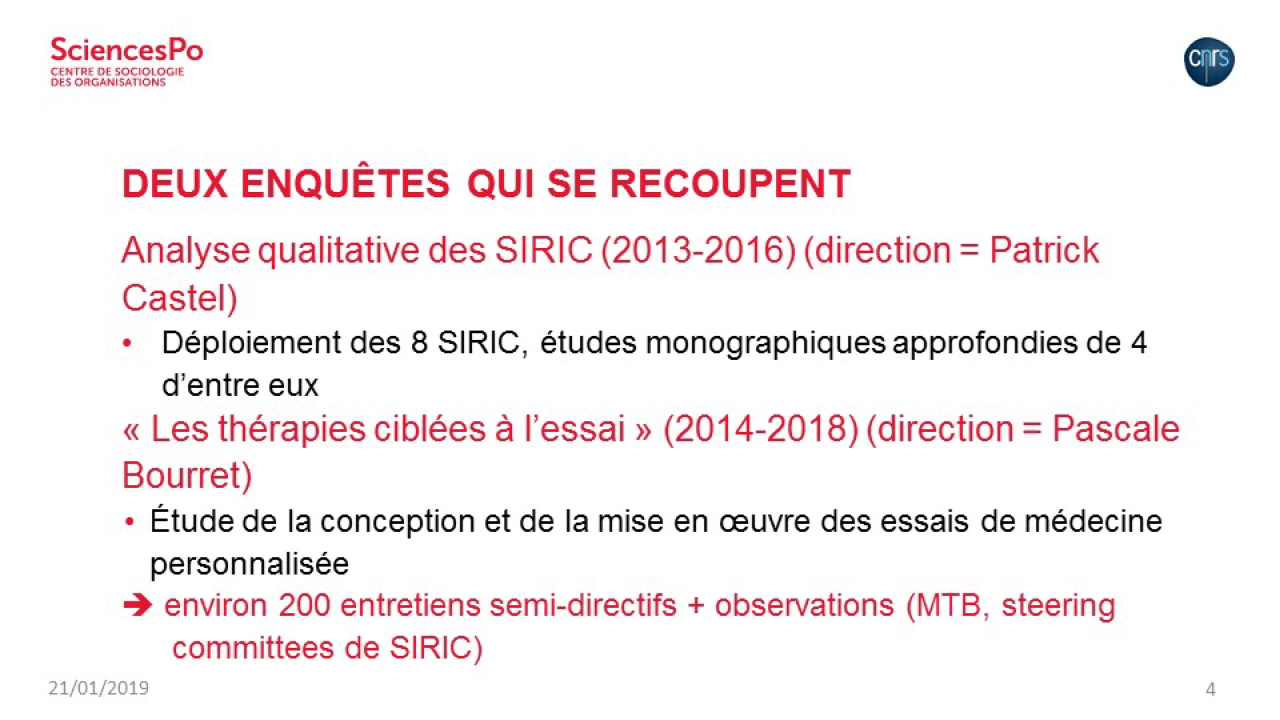 SciencesPo
CENTRE DE SOCIOLOGIE
DES ORGANISATIONS
cnrs
DEUX ENQUÊTES QUI SE RECOUPENT
Analyse qualitative des SIRIC (2013-2016) (direction = Patrick
Castel)
• Déploiement des 8 SIRIC, études monographiques approfondies de 4
d’entre eux
« Les thérapies ciblées à l’essai » (2014-2018) (direction = Pascale
Bourret)
• Étude de la conception et de la mise en œuvre des essais de médecine
personnalisée
➔ environ 200 entretiens semi-directifs + observations (MTB, steering
committees de SIRIC)
21/01/2019
4